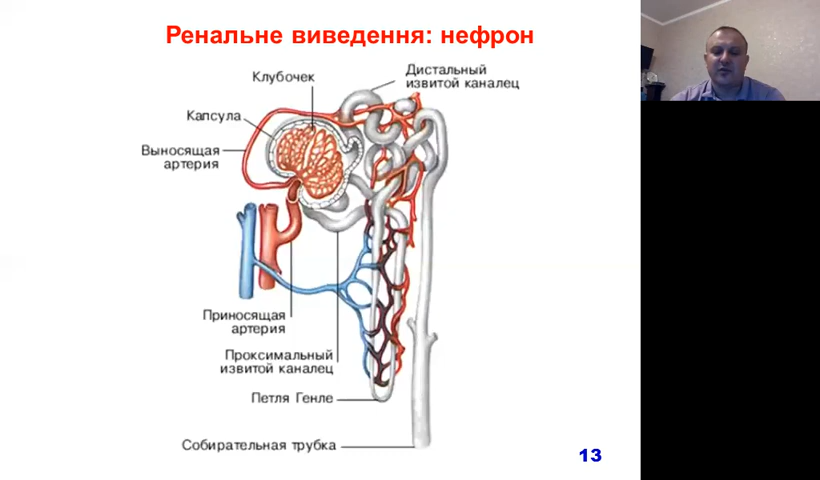 Ренальне виведення: нефрон
Дистальный
извитой каналец
Клубочек
Капсула
Выносящая
артерия
Приносящая
артерия
Проксимальный
извитой каналец
Петля Генле
Собирательная трубка
13